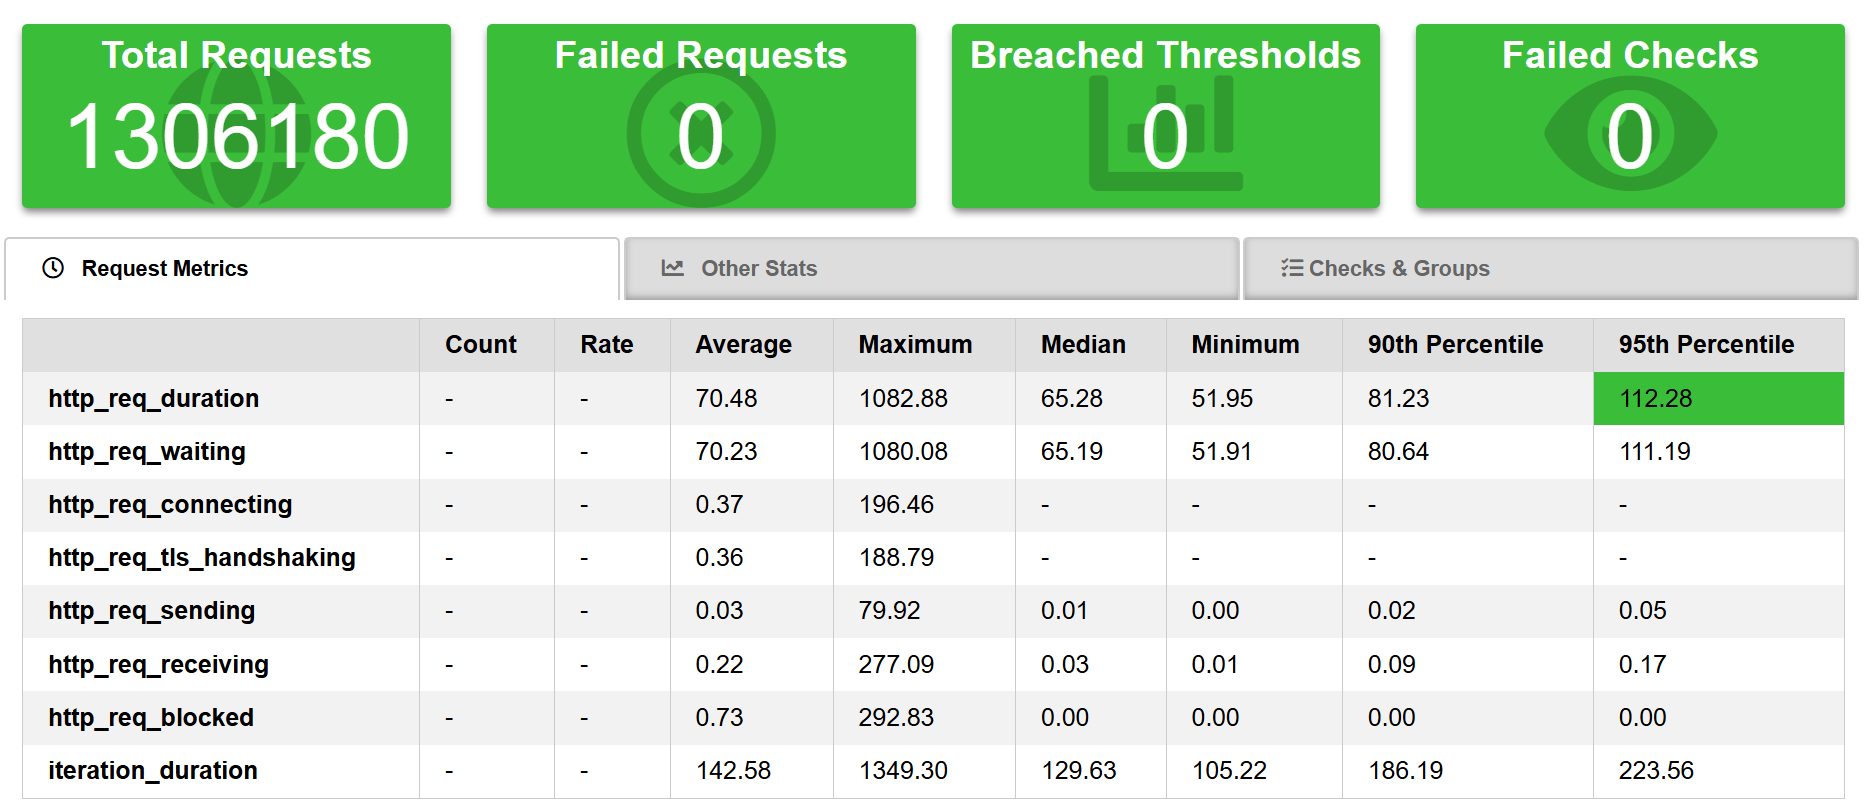 Total Requests Failed Requests Breached Thresholds Failed Checks
1306180 0 0 0
Request Metrics Other Stats Checks & Groups
Count Rate Average Maximum Median Minimum 90th Percentile 95th Percentile
http_req_duration - - 70.48 1082.88 65.28 51.95 81.23 112.28
http_req_waiting - - 70.23 1080.08 65.19 51.91 80.64 111.19
http_req_connecting - - 0.37 196.46 - - - -
http_req_tls_handshaking - - 0.36 188.79 - - - -
http_req_sending - - 0.03 79.92 0.01 0.00 0.02 0.05
http_req_receiving - - 0.22 277.09 0.03 0.01 0.09 0.17
http_req_blocked - - 0.73 292.83 0.00 0.00 0.00 0.00
iteration_duration - - 142.58 1349.30 129.63 105.22 186.19 223.56